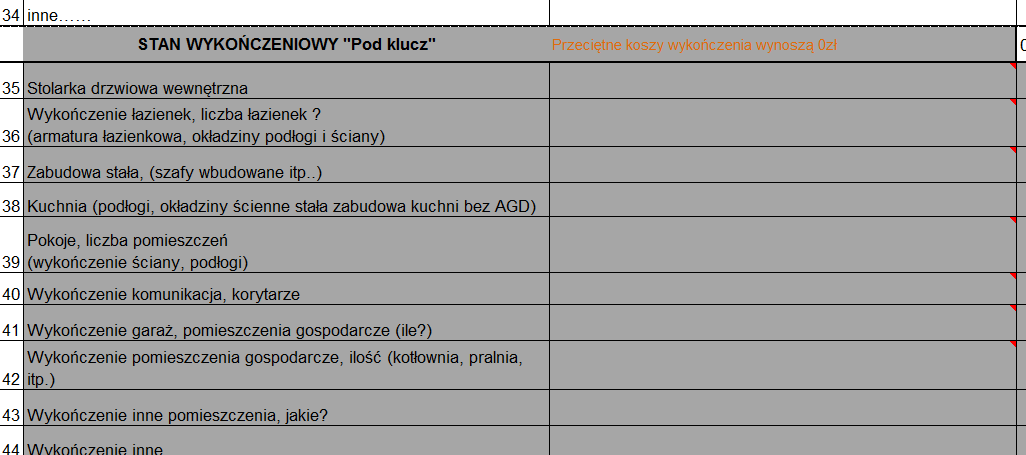 34 inne......
STAN WYKOŃCZENIOWY "Pod klucz" Przeciętne koszy wykończenia wynoszą 0zł
35 Stolarka drzwiowa wewnętrzna
Wykończenie łazienek, liczba łazienek ?
36 (armatura łazienkowa, okładziny podłogi i ściany)
37 Zabudowa stała, (szafy wbudowane itp..)
38 Kuchnia (podłogi, okładziny ścienne stała zabudowa kuchni bez AGD)
Pokoje, liczba pomieszczeń
39 (wykończenie ściany, podłogi)
40 Wykończenie komunikacja, korytarze
41 Wykończenie garaż, pomieszczenia gospodarcze (ile?)
Wykończenie pomieszczenia gospodarcze, ilość (kotłownia, pralnia,
42 itp.)
43 Wykończenie inne pomieszczenia, jakie?
44 Wykończenie inne